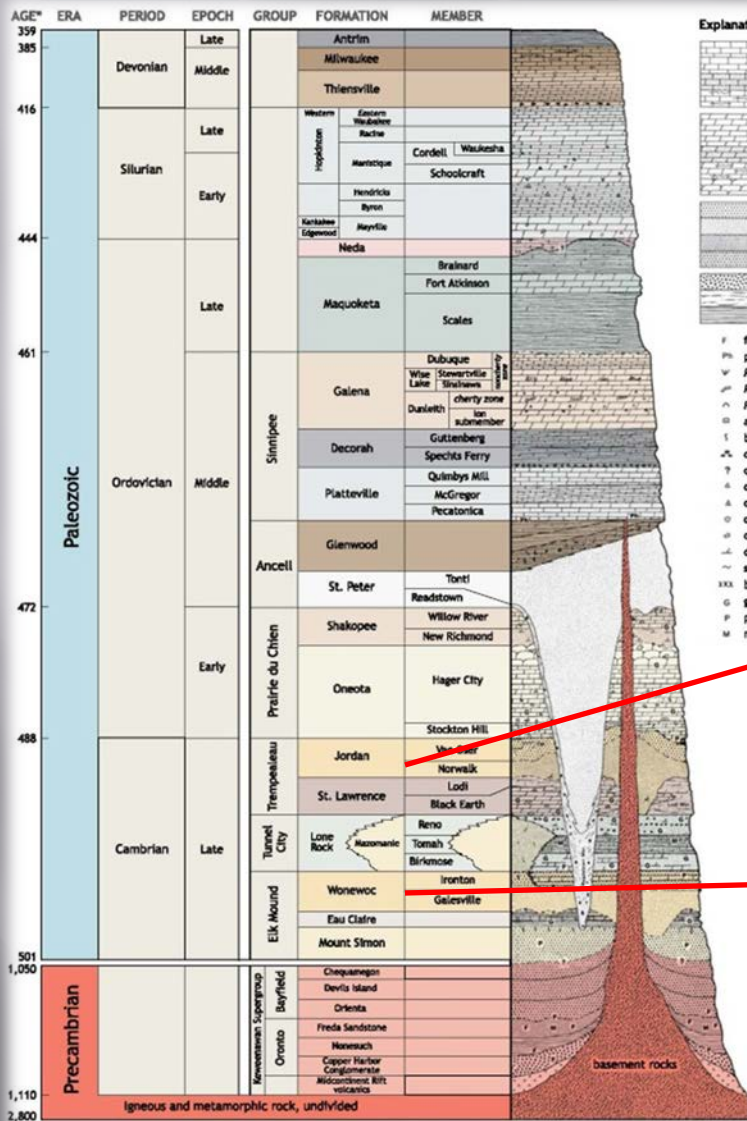 AGE* ERA PERIOD EPOCH GROUP FORMATION MEMBER
359
385
416
444
461
472
488
501
1,050
1,110
2,800
Paleozoic
Precambrian
Devonian
Silurian
Ordovician
Cambrian
Late
Middle
Late
Early
Late
Middle
Early
Late
Sinnipee
Ancell
Prairie du Chien
Trempealeau
Tunnel City
Elk Mound
Keweenawan Supergroup
Bayfield
Oronto
Antrim
Milwaukee
Thiensville
Western
Eastern
Waubakee
Racine
Hopkinton
Manistique
Cordell
Waukesha
Schoolcraft
Hendricks
Byron
Kankakee
Mayville
Edgewood
Neda
Maquoketa
Brainard
Fort Atkinson
Scales
Galena
Dubuque
Wise Lake
Stewartville
Sinsinawa
noncherty zone
Dunleith
cherty zone
Ion
submember
Decorah
Guttenberg
Spechts Ferry
Platteville
Quimbys Mill
McGregor
Pecatonica
Glenwood
St. Peter
Tonti
Readstown
Shakopee
Willow River
New Richmond
Oneota
Hager City
Stockton Hill
Jordan
Norwalk
St. Lawrence
Lodi
Black Earth
Lone Rock
Mazomanie
Reno
Tomah
Birkmose
Wonewoc
Ironton
Galesville
Eau Claire
Mount Simon
Chequamegon
Devils Island
Orienta
Freda Sandstone
Nonesuch
Copper Harbor
Conglomerate
Midcontinent Rift
volcanics
Igneous and metamorphic rock, undivided
basement rocks
Explana